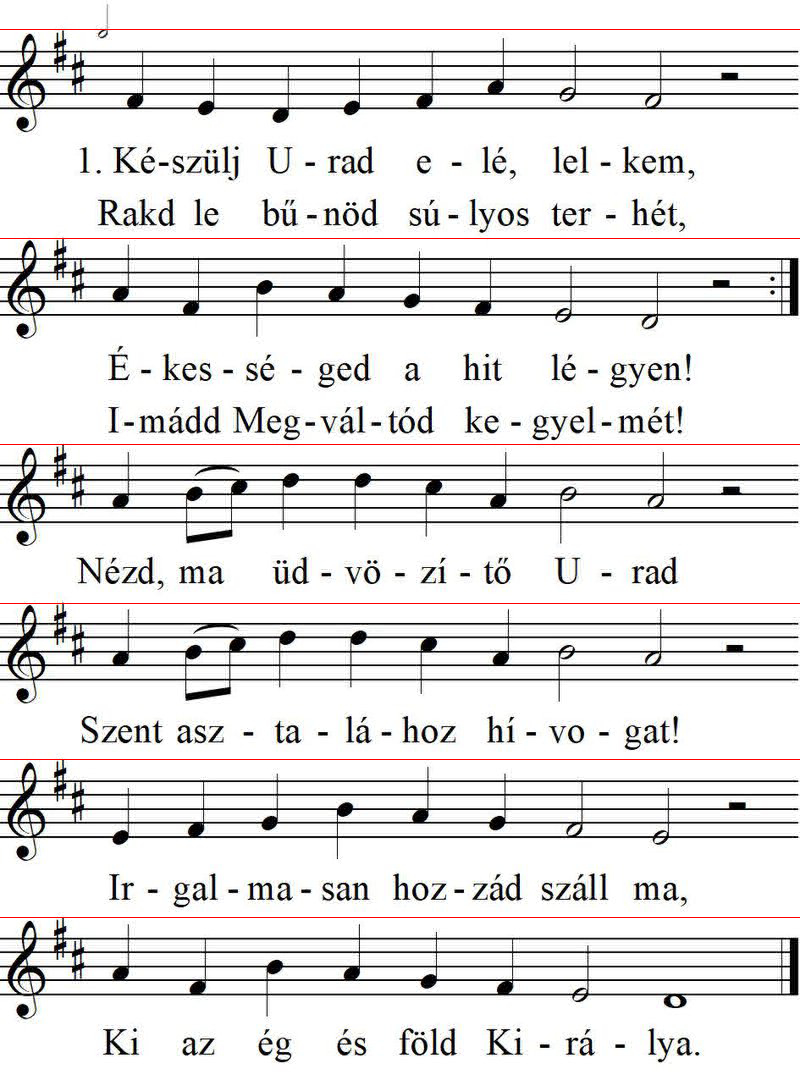 1. Ké-szülj U - rad e - lé, lel - kem,
Rakd le bű - nöd sú - lyos ter - hét,
É - kes - sé - ged a hit lé - gyen!
I - mádd Meg - vál - tód ke - gyel - mét!
Nézd, ma üd - vö - zí - tő U - rad
Szent asz - ta - lá - hoz hí - vo - gat!
Ir - gal - ma - san hoz - zád száll ma,
Ki az ég és föld Ki - rá - lya.